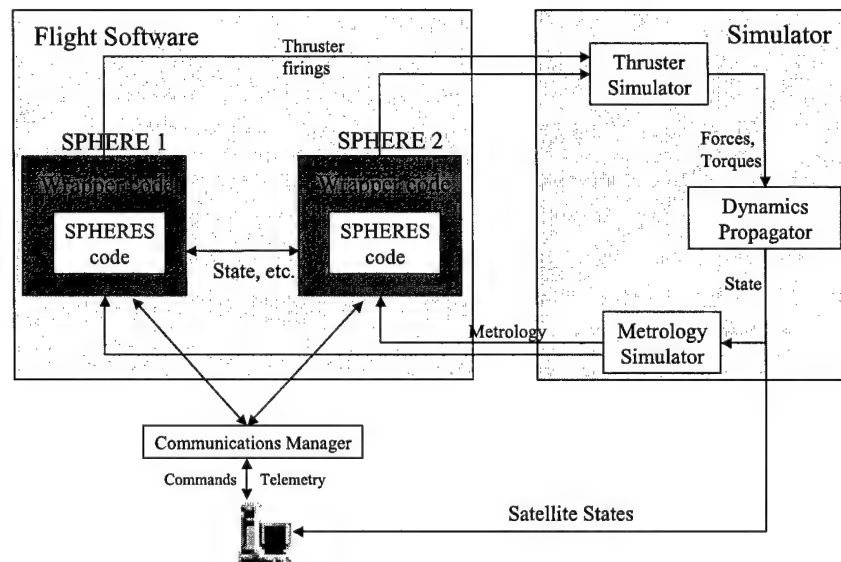 Flight Software
Simulator
Thruster
firings
Thruster
Simulator
SPHERE 1
SPHERE 2
Forces,
Torques
Wrapper code
Wrapper code
SPHERES
code
SPHERES
code
State, etc.
Dynamics
Propagator
State
Metrology
Metrology
Simulator
Communications Manager
Commands
Telemetry
Satellite States